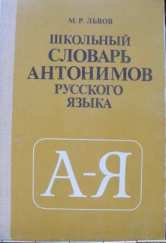 М. Р. ЛЬВОВ
ШКОЛЬНЫЙ
СЛОВАРЬ
АНТОНИМОВ
РУССКОГО
ЯЗЫКА
А-Я